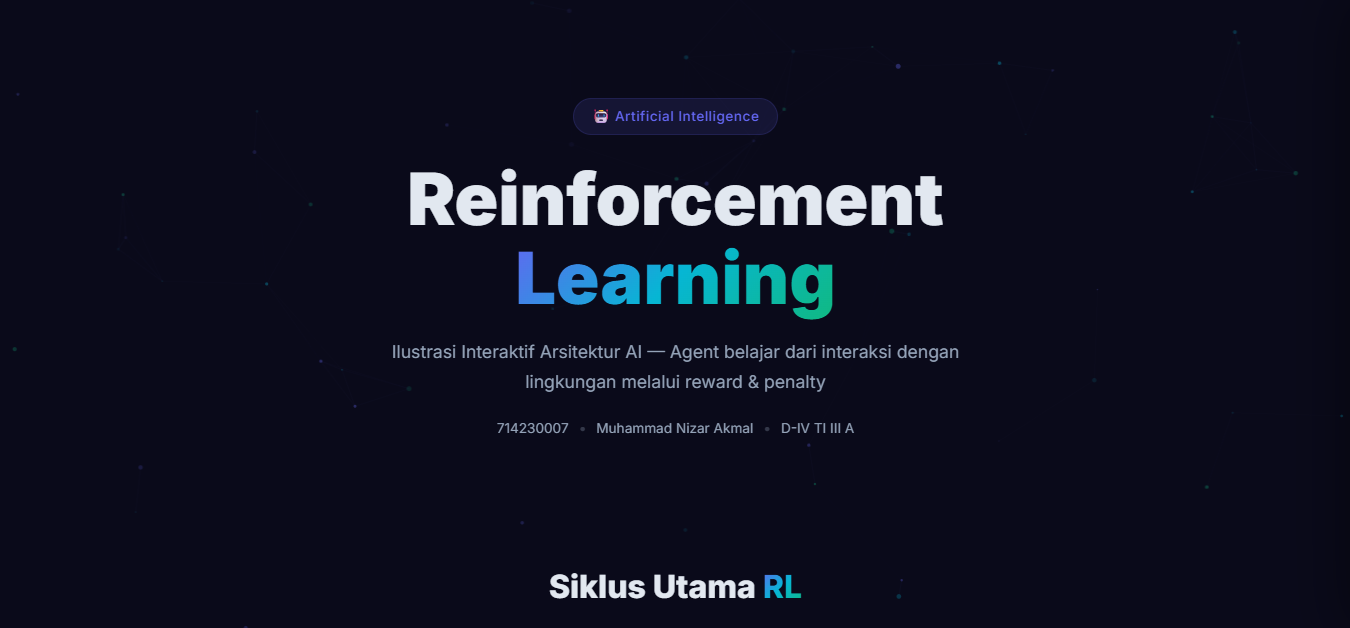 Artificial Intelligence
Reinforcement
Learning
Ilustrasi Interaktif Arsitektur AI — Agent belajar dari interaksi dengan
lingkungan melalui reward & penalty
714230007 • Muhammad Nizar Akmal • D-IV TI III A
Siklus Utama RL